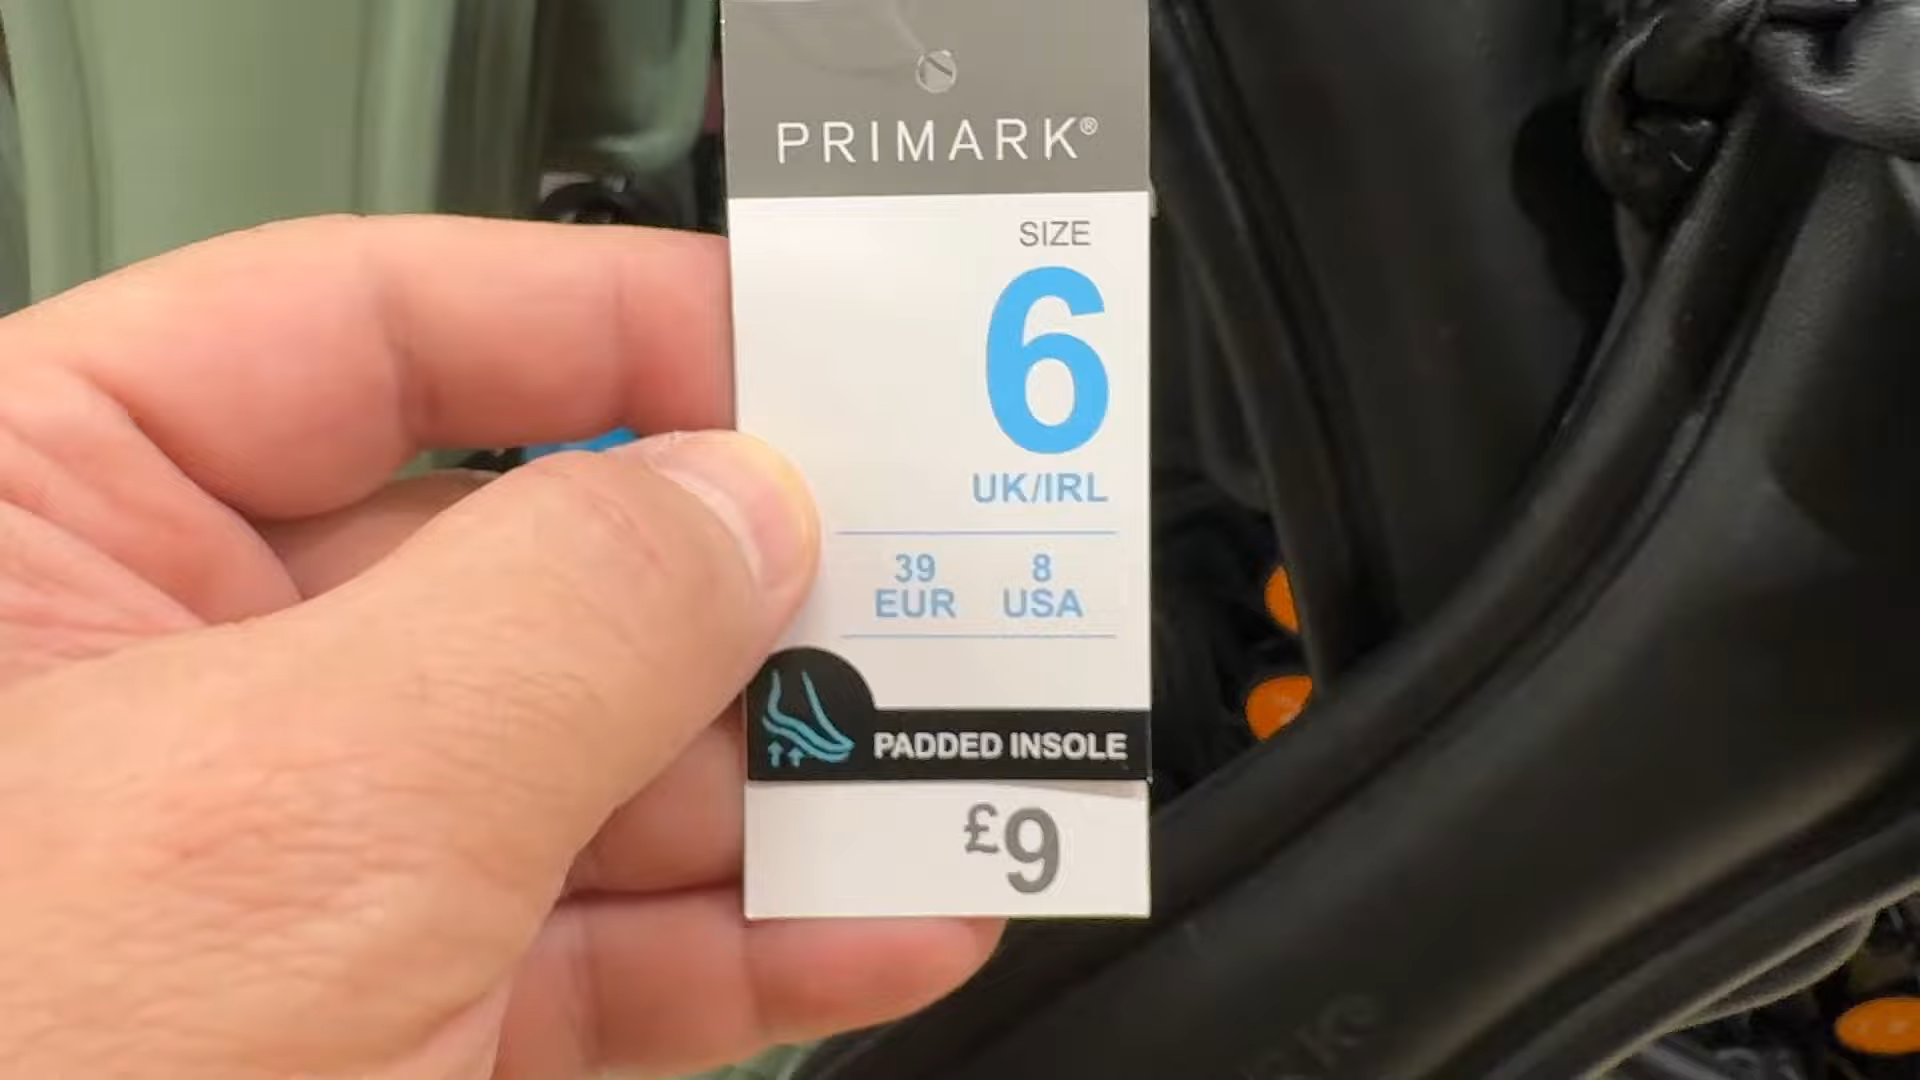 PRIMARK®
SIZE
6
UK/IRL
39 8
EUR USA
PADDED INSOLE
£9